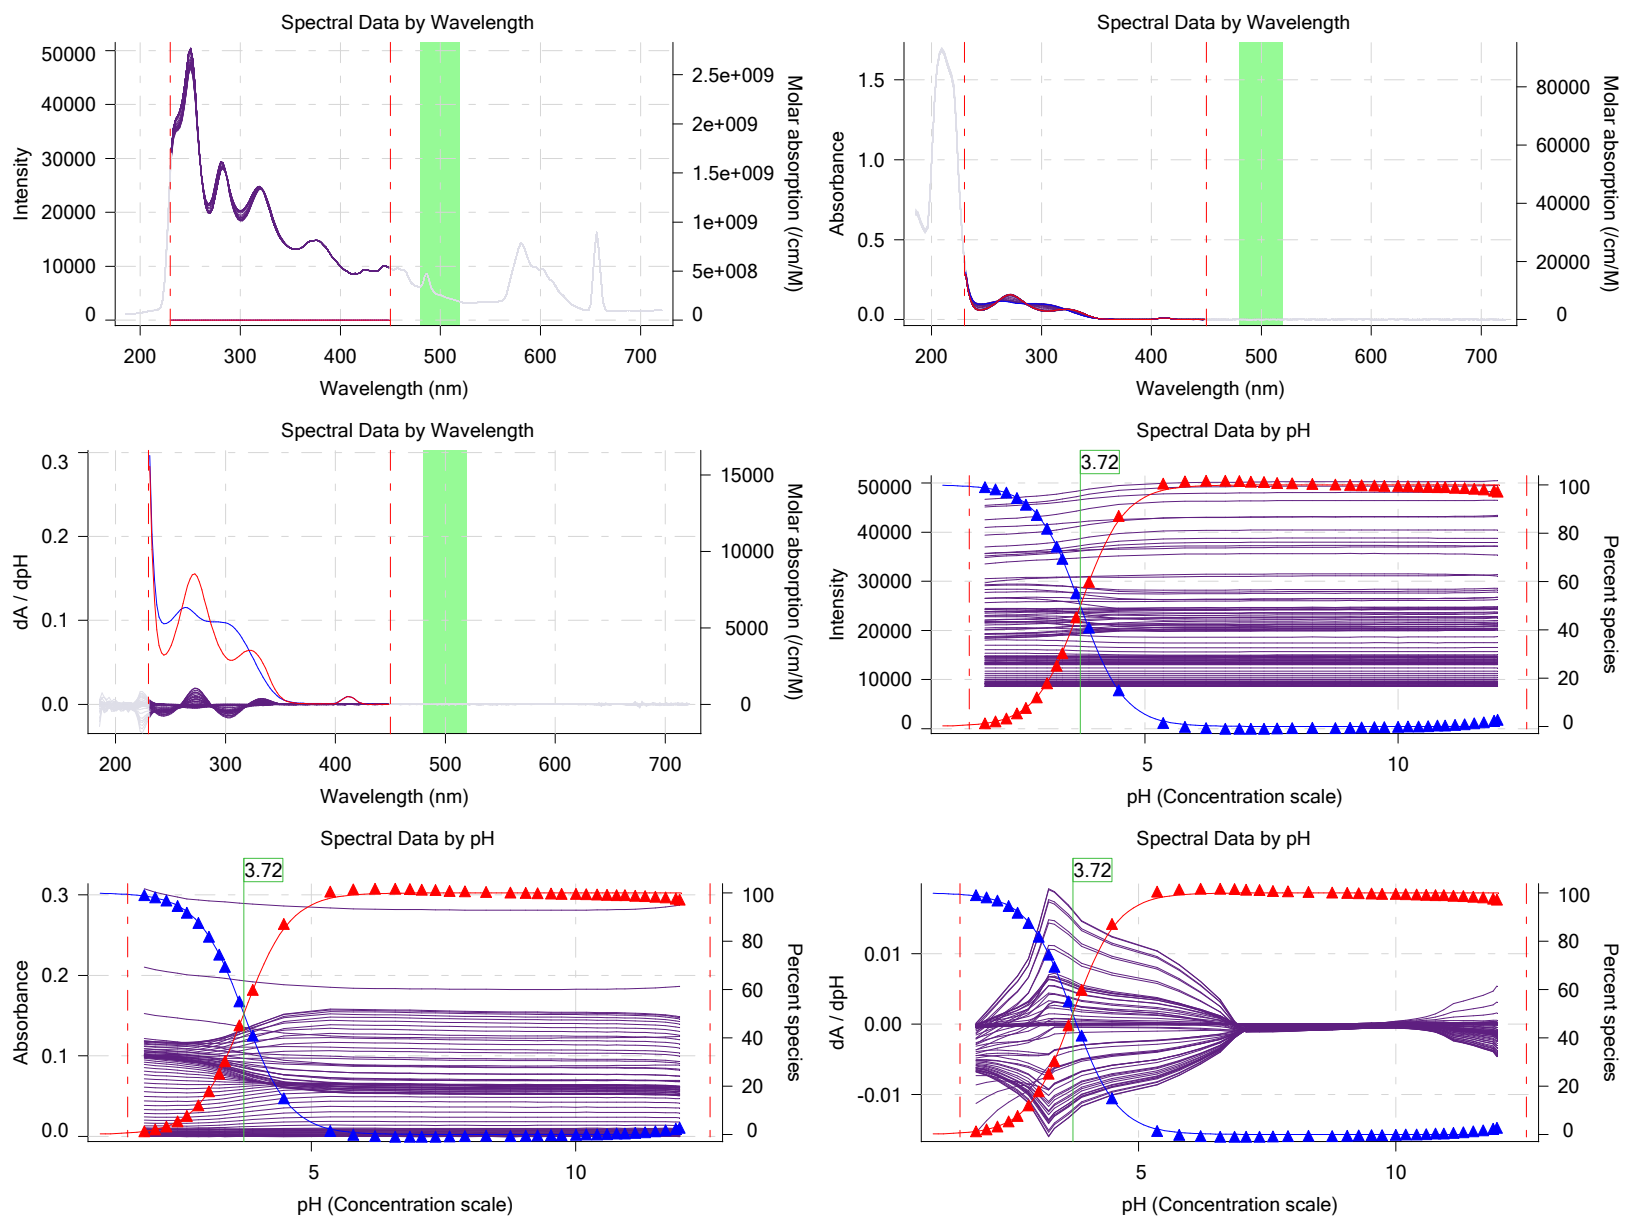 Spectral Data by Wavelength
50000
40000
30000
20000
10000
0
Intensity
2.5e+009
2e+009
1.5e+009
1e+009
5e+008
0
Molar absorption (/cm/M)
200 300 400 500 600 700
Wavelength (nm)
Spectral Data by Wavelength
1.5
1.0
0.5
0.0
Absorbance
80000
60000
40000
20000
0
Molar absorption (/cm/M)
200 300 400 500 600 700
Wavelength (nm)
Spectral Data by Wavelength
0.3
0.2
0.1
0.0
dA / dpH
15000
10000
5000
0
Molar absorption (/cm/M)
200 300 400 500 600 700
Wavelength (nm)
Spectral Data by pH
3.72
50000
40000
30000
20000
10000
0
Intensity
100
80
60
40
20
0
Percent species
5 10
pH (Concentration scale)
Spectral Data by pH
3.72
0.3
0.2
0.1
0.0
Absorbance
100
80
60
40
20
0
Percent species
5 10
pH (Concentration scale)
Spectral Data by pH
3.72
0.01
0.00
-0.01
dA / dpH
100
80
60
40
20
0
Percent species
5 10
pH (Concentration scale)